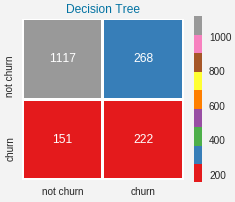 Decision Tree
not churn
1117
268
churn
151
222
not churn
churn
1000
800
600
400
200